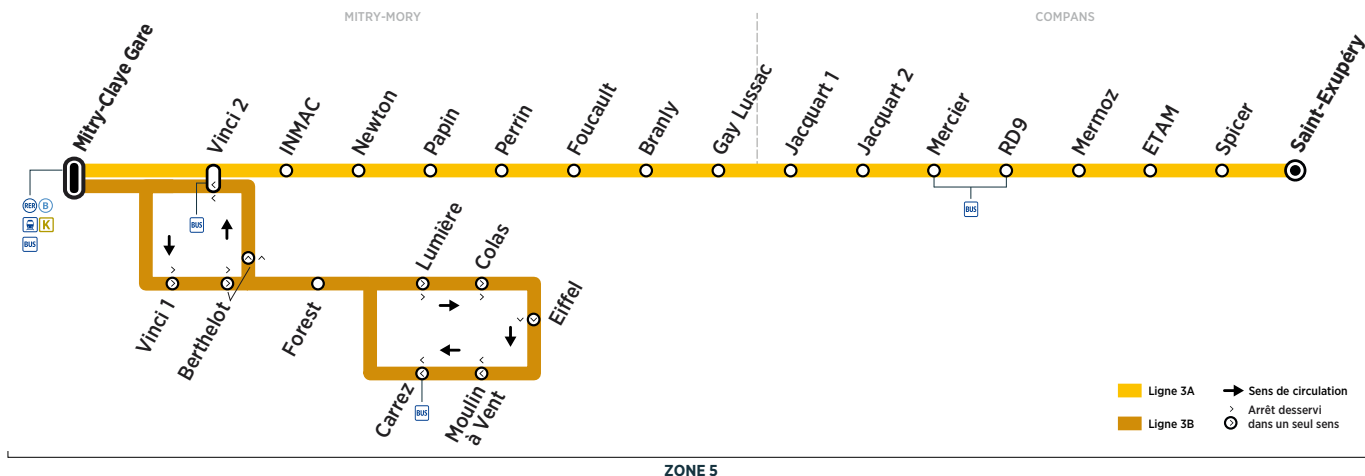 MITRY-MORY
COMPANS
Mitry-Claye Gare
Vinci 2
INMAC
Newton
Papin
Perrin
Foucault
Branly
Gay Lussac
Jacquart 1
Jacquart 2
Mercier
RD9
Mermoz
ETAM
Spicer
Saint-Exupéry
RER B
K
BUS
BUS
BUS
Vinci 1
Berthelot
Forest
Lumière
Colas
Eiffel
Carrez
BUS
Moulin
à Vent
Ligne 3A
Sens de circulation
Ligne 3B
Arrêt desservi
dans un seul sens
ZONE 5